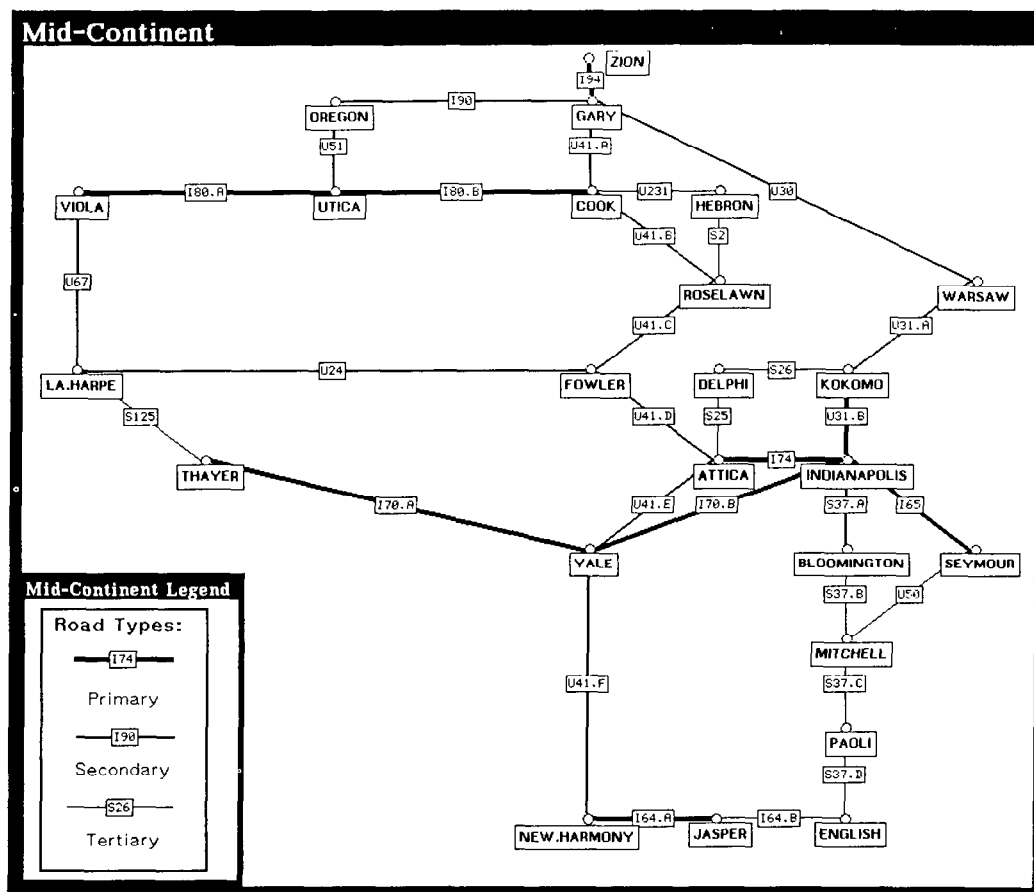 Mid-Continent
ZION
I94
I90
OREGON
GARY
U51
U41.A
I80.A
I80.B
U231
U30
VIOLA
UTICA
COOK
HEBRON
U41.B
S2
U67
ROSELAWN
WARSAW
U41.C
U31.A
U24
S26
LA.HARPE
FOWLER
DELPHI
KOKOMO
S125
U41.D
S25
U31.B
I74
THAYER
ATTICA
INDIANAPOLIS
I70.A
U41.E
I70.B
S37.A
I65
YALE
BLOOMINGTON
SEYMOUR
Mid-Continent Legend
S37.B
U50
Road Types:
MITCHELL
I74
U41.F
S37.C
Primary
I90
PAOLI
Secondary
S37.D
S26
I64.A
I64.B
Tertiary
NEW.HARMONY
JASPER
ENGLISH